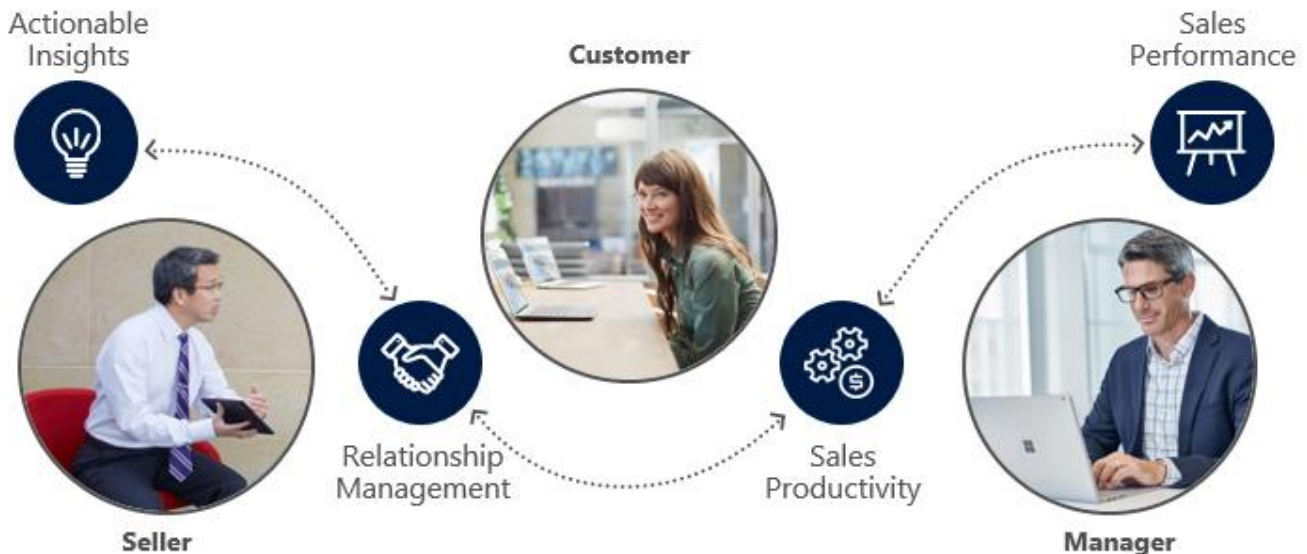 Actionable
Insights
Customer
Sales
Performance
$
Relationship
Management
Sales
Productivity
Seller
Manager